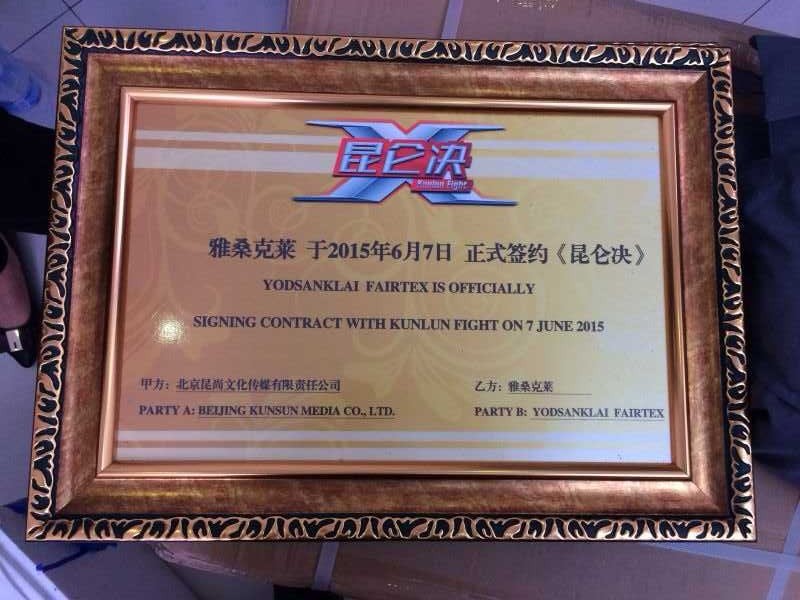 昆仑决
Kunlun Fight
雅桑克莱 于2015年6月7日 正式签约《昆仑决》
YODSANKLAI FAIRTEX IS OFFICIALLY
SIGNING CONTRACT WITH KUNLUN FIGHT ON 7 JUNE 2015
甲方：北京昆尚文化传媒有限责任公司 乙方：雅桑克莱
PARTY A: BEIJING KUNSUN MEDIA CO., LTD. PARTY B: YODSANKLAI FAIRTEX